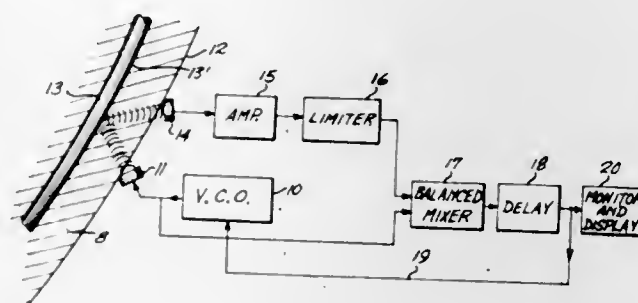 12
13
13'
14
15
AMP.
16
LIMITER
11
10
V.C.O.
17
BALANCED
MIXER
18
DELAY
20
MONITOR
AND
DISPLAY
8
19